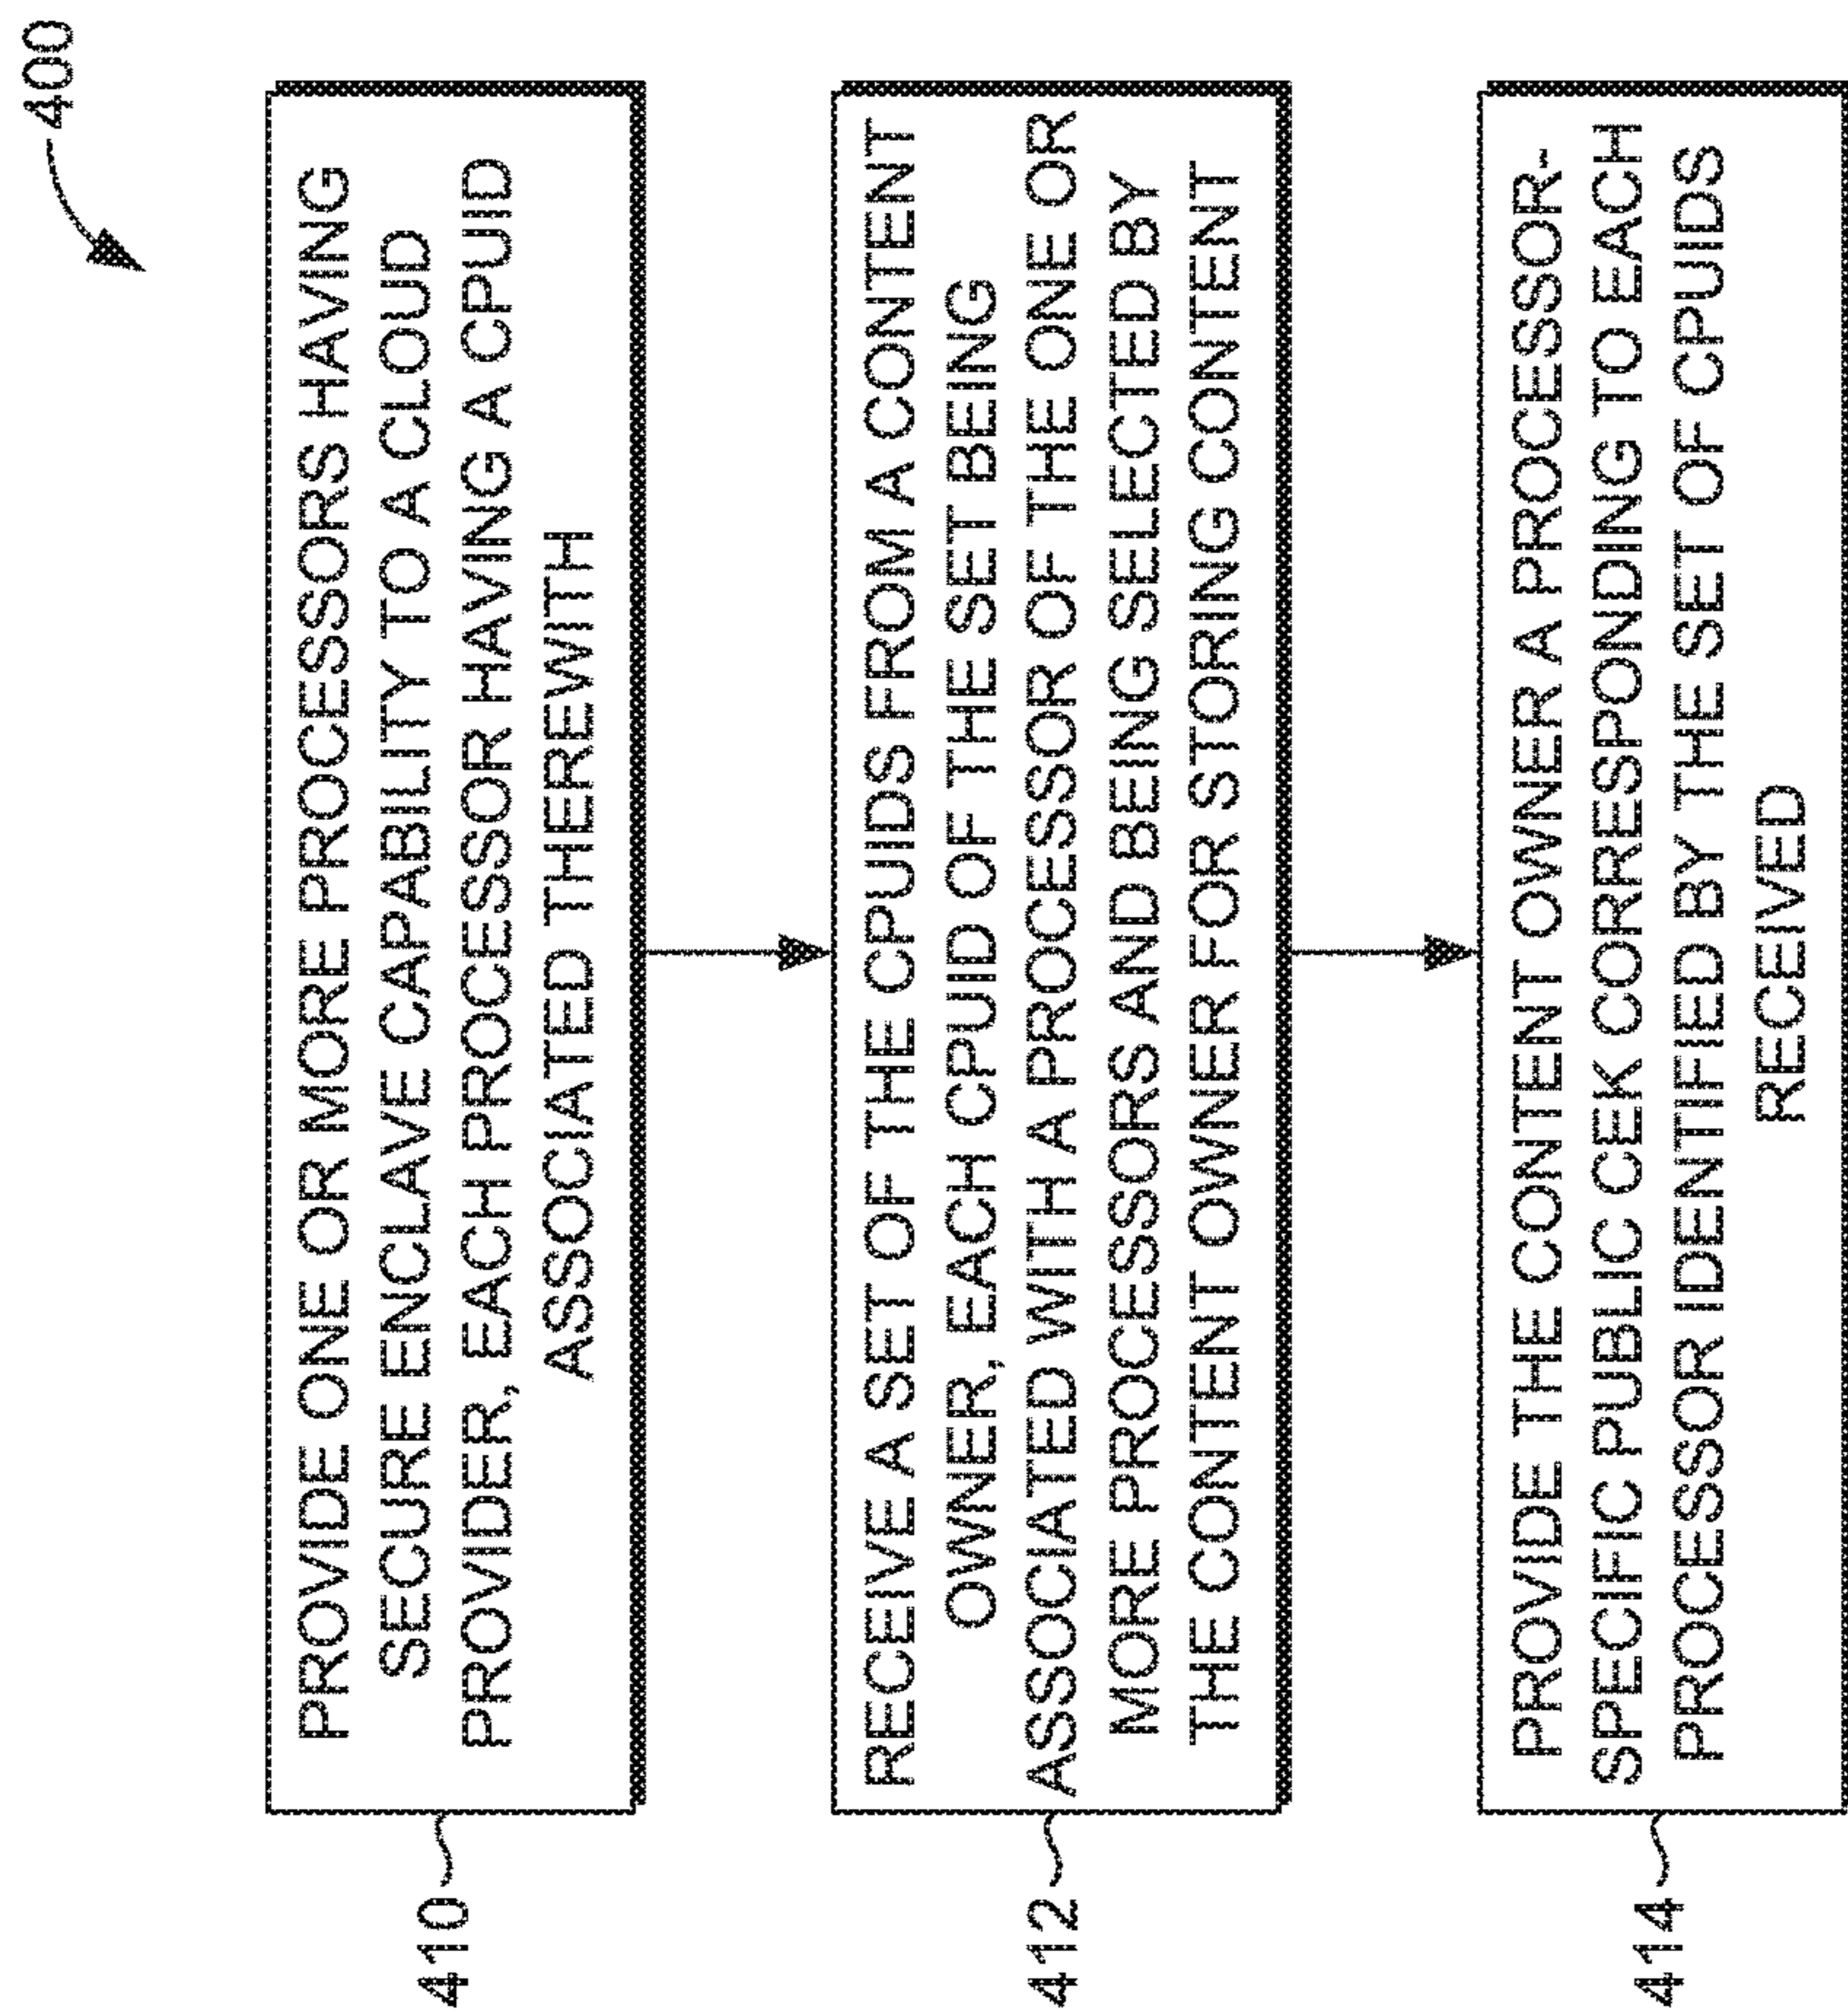 400
410
PROVIDE ONE OR MORE PROCESSORS HAVING
SECURE ENCLAVE CAPABILITY TO A CLOUD
PROVIDER, EACH PROCESSOR HAVING A CPUID
ASSOCIATED THEREWITH
412
RECEIVE A SET OF THE CPUIDS FROM A CONTENT
OWNER, EACH CPUID OF THE SET BEING
ASSOCIATED WITH A PROCESSOR OF THE ONE OR
MORE PROCESSORS AND BEING SELECTED BY
THE CONTENT OWNER FOR STORING CONTENT
414
PROVIDE THE CONTENT OWNER A PROCESSOR-
SPECIFIC PUBLIC CEK CORRESPONDING TO EACH
PROCESSOR IDENTIFIED BY THE SET OF CPUIDS
RECEIVED